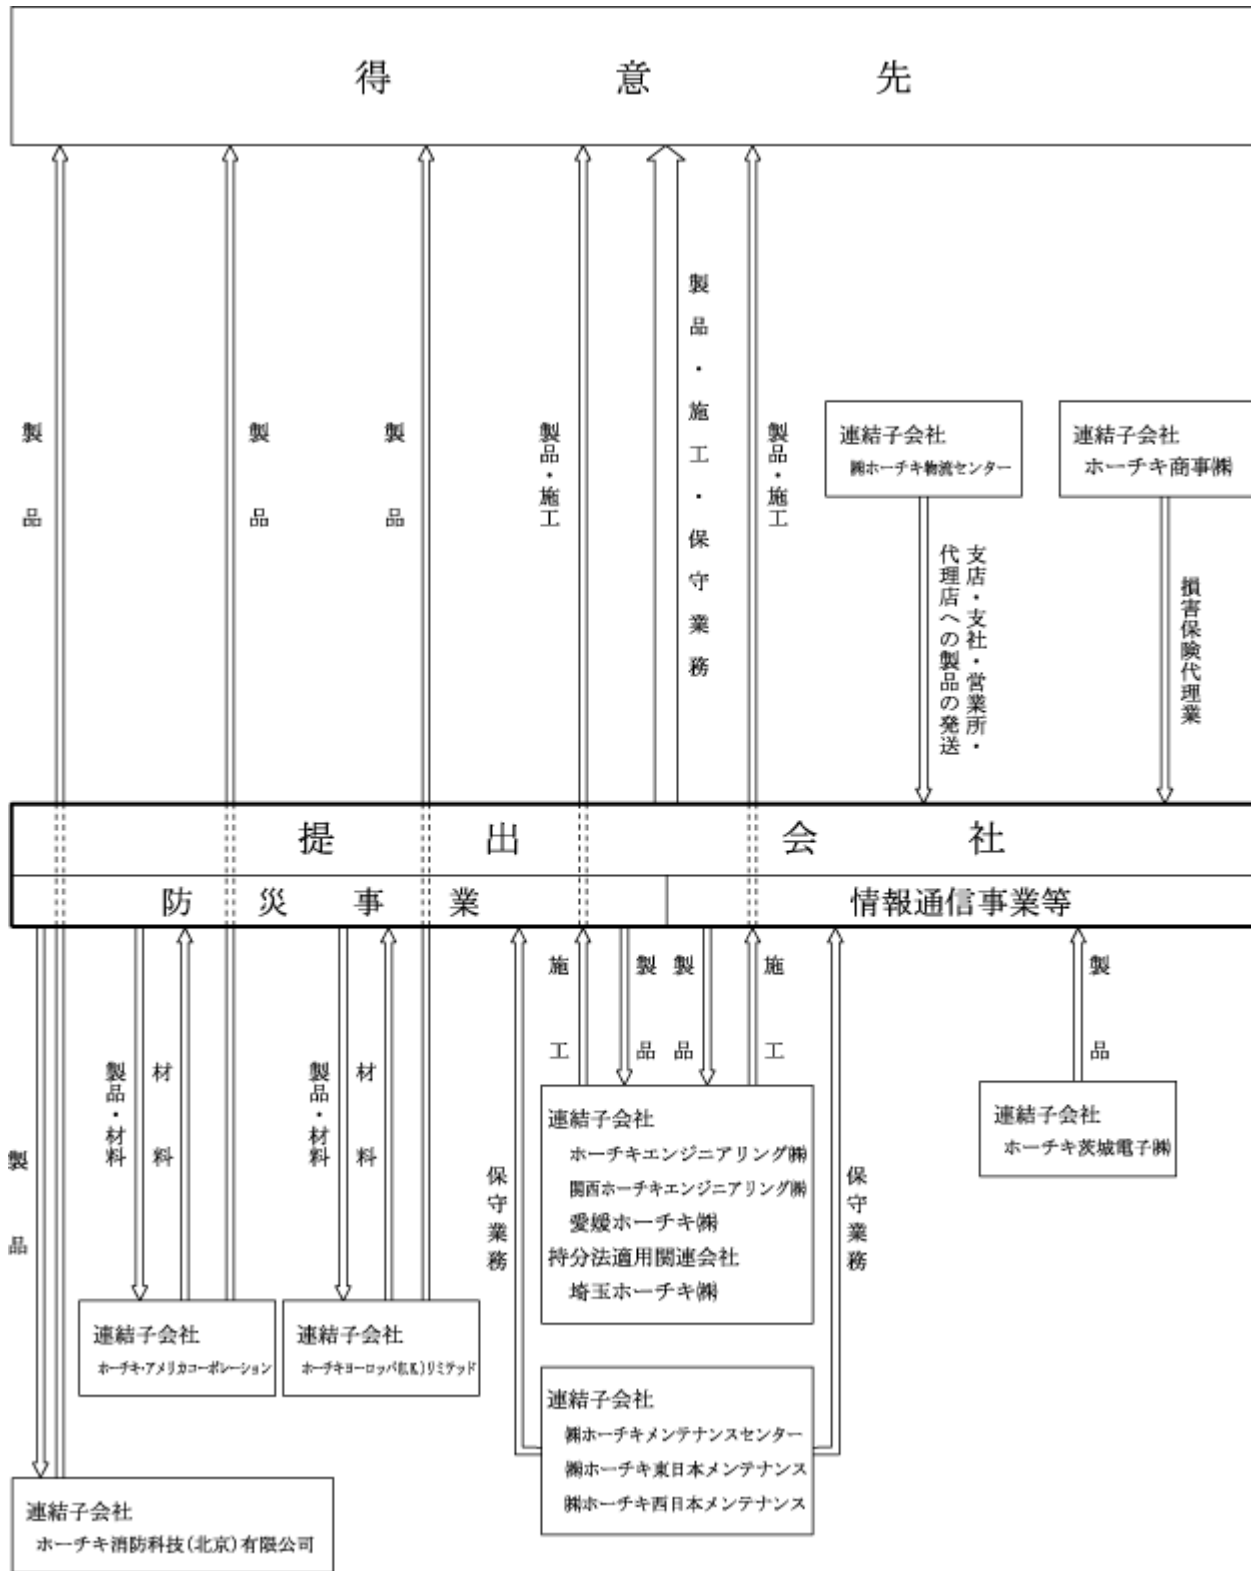 得意先
製品
製品
製品
製品・施工
製品・施工・保守業務
製品・施工
連結子会社
㈱ホーチキ物流センター
連結子会社
ホーチキ商事㈱
支店・支社・営業所・
代理店への製品の発送
損害保険代理業
提出会社
防災事業
情報通信事業等
製品
製品・材料
材料
製品・材料
材料
保守業務
施工
製品
製品
施工
保守業務
製品
連結子会社
ホーチキエンジニアリング㈱
関西ホーチキエンジニアリング㈱
愛媛ホーチキ㈱
持分法適用関連会社
埼玉ホーチキ㈱
連結子会社
ホーチキ茨城電子㈱
連結子会社
ホーチキ・アメリカコーポレーション
連結子会社
ホーチキヨーロッパ(U.K.)リミテッド
連結子会社
㈱ホーチキメンテナンスセンター
㈱ホーチキ東日本メンテナンス
㈱ホーチキ西日本メンテナンス
連結子会社
ホーチキ消防科技(北京)有限公司